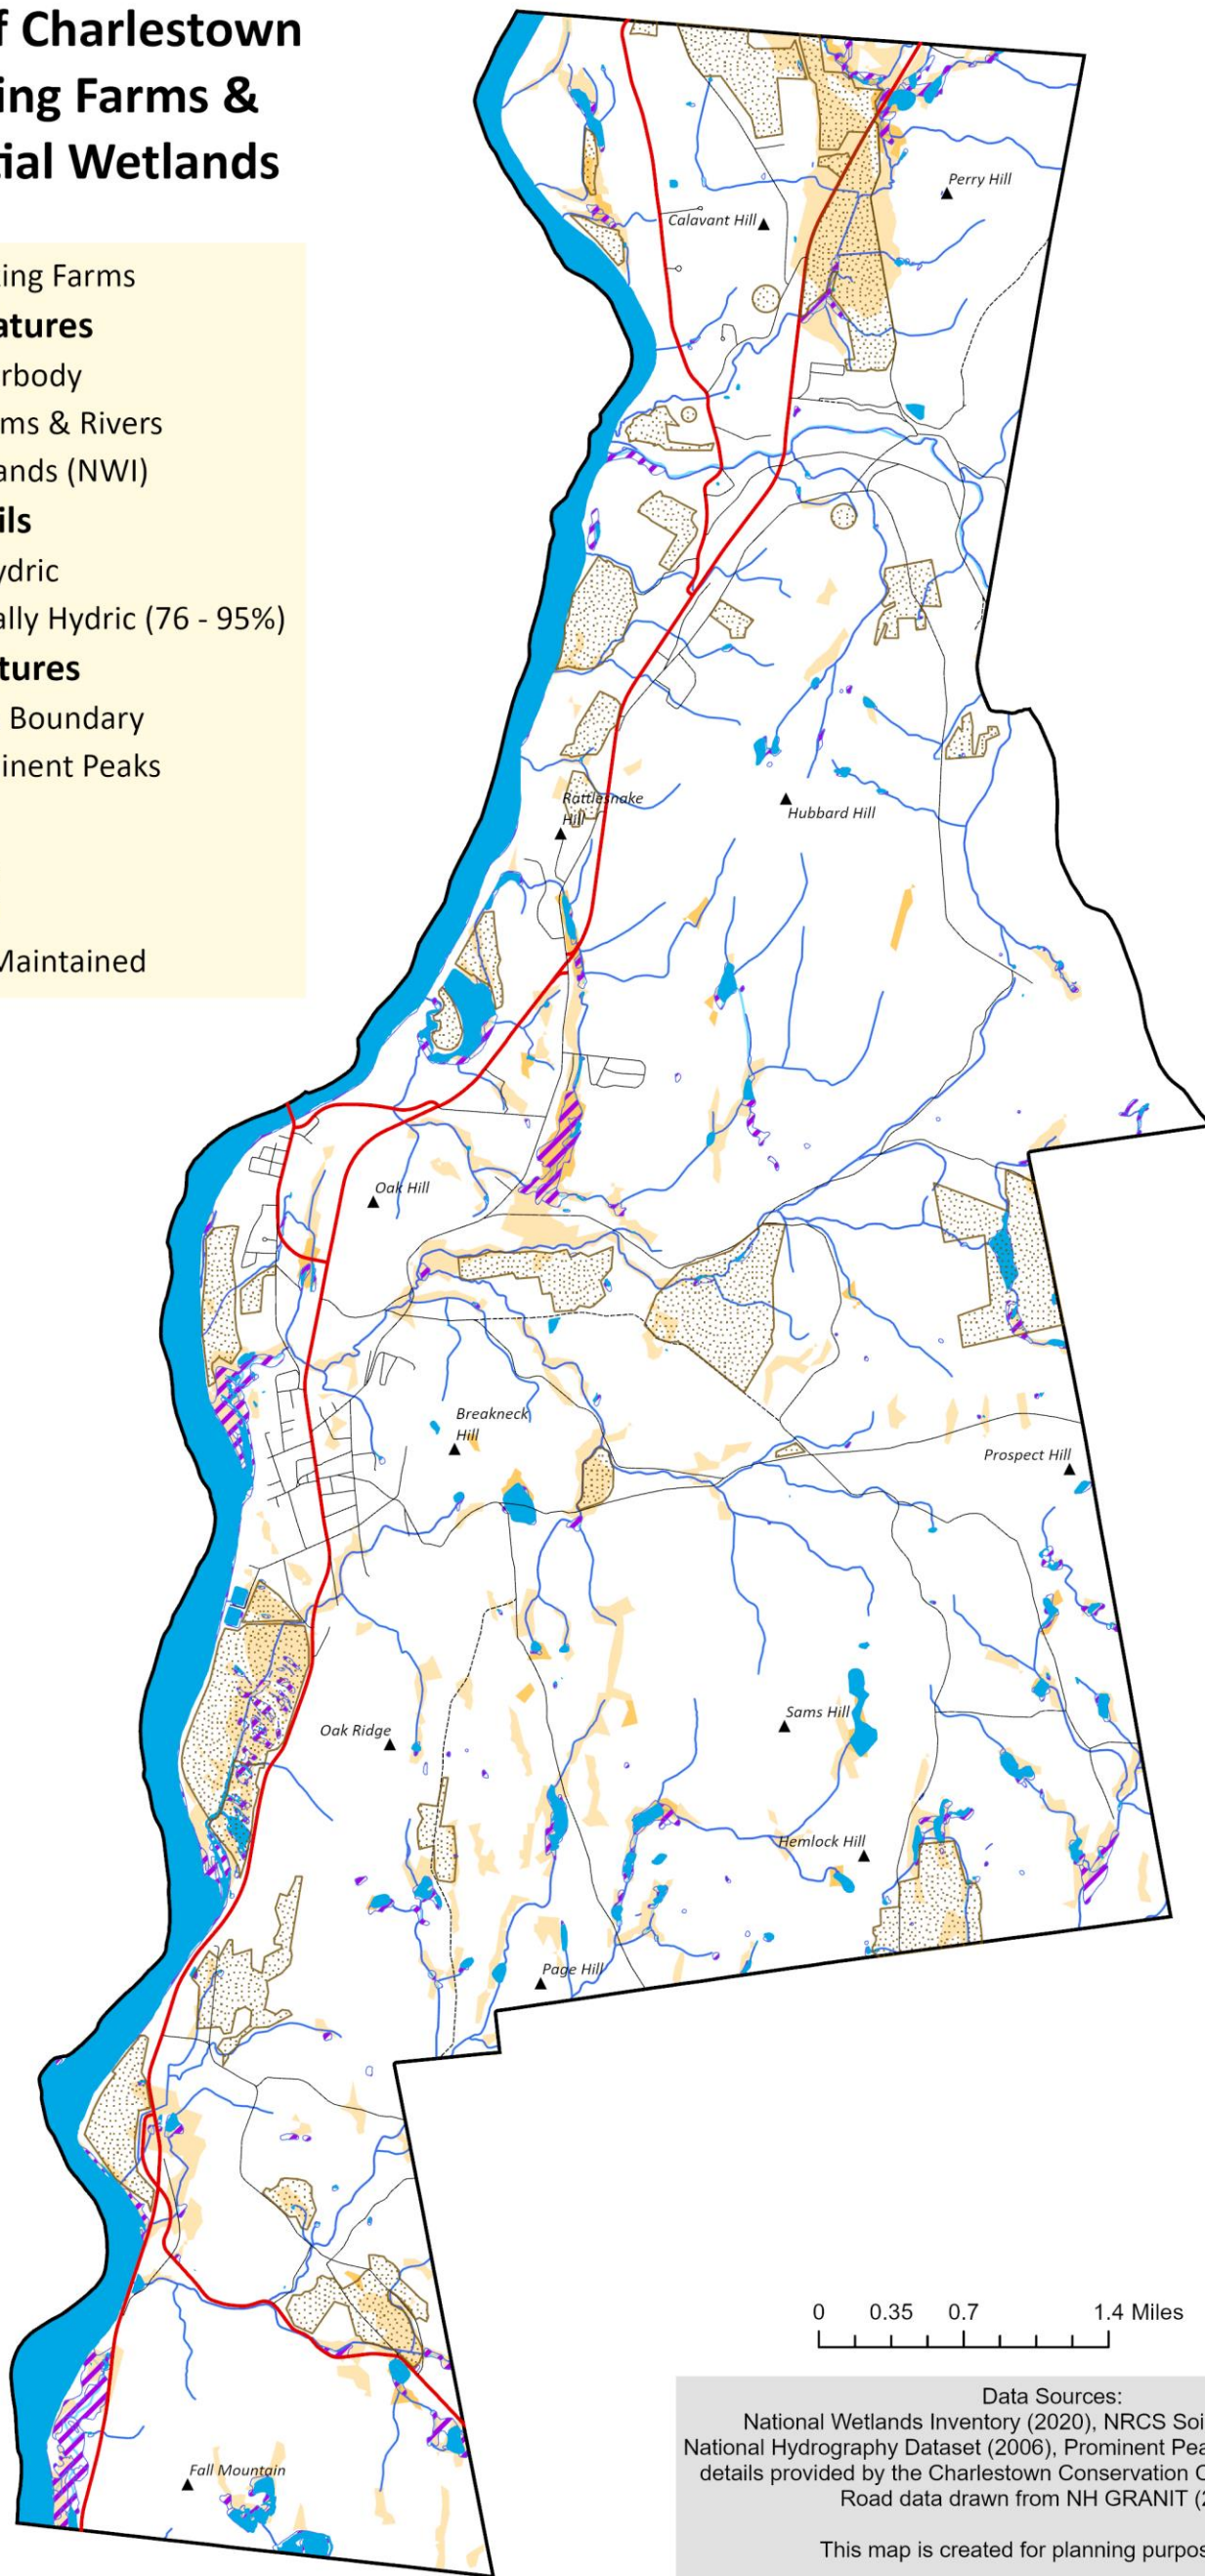 f Charlestown
ing Farms &
tial Wetlands
ing Farms
atures
rbody
ms & Rivers
ands (NWI)
ils
ydric
ally Hydric (76 - 95%)
tures
Boundary
inent Peaks
Maintained
Perry Hill
Calavant Hill
Rattlesnake
Hill
Hubbard Hill
Oak Hill
Breakneck
Hill
Prospect Hill
Sams Hill
Oak Ridge
Hemlock Hill
Page Hill
Fall Mountain
0 0.35 0.7 1.4 Miles
Data Sources:
National Wetlands Inventory (2020), NRCS Soi
National Hydrography Dataset (2006), Prominent Pea
details provided by the Charlestown Conservation C
Road data drawn from NH GRANIT (2
This map is created for planning purpos